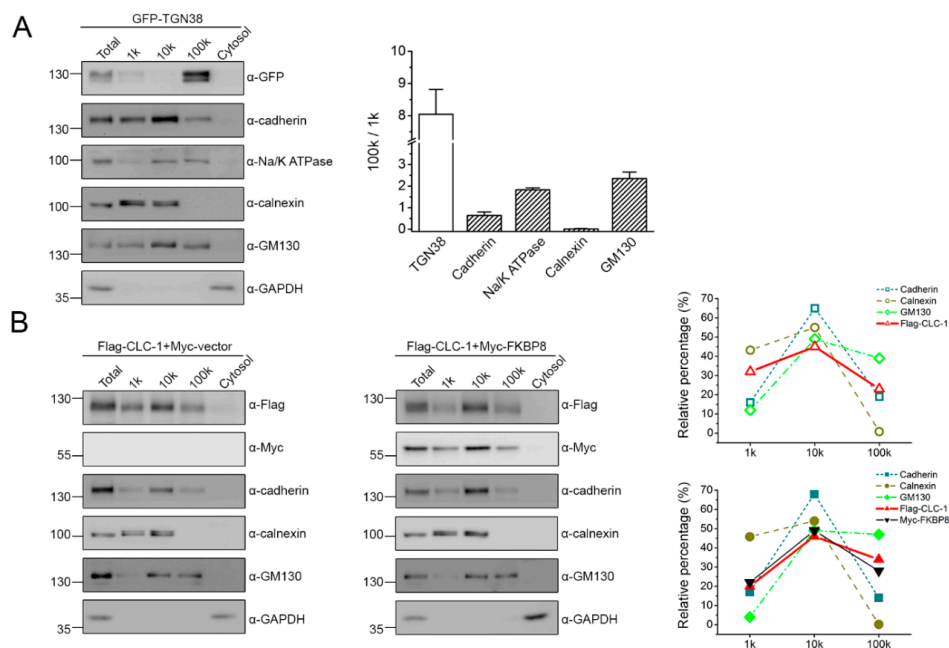 A
GFP-TGN38
Total 1k 10k 100k Cytosol
130 α-GFP
130 α-cadherin
100 α-Na/K ATPase
100 α-calnexin
130 α-GM130
35 α-GAPDH
100k / 1k
10
8
6
4
3
2
1
0
TGN38 Cadherin Na/K ATPase Calnexin GM130
B
Flag-CLC-1+Myc-vector
Total 1k 10k 100k Cytosol
130 α-Flag
55 α-Myc
130 α-cadherin
100 α-calnexin
130 α-GM130
35 α-GAPDH
Flag-CLC-1+Myc-FKBP8
Total 1k 10k 100k Cytosol
130 α-Flag
55 α-Myc
130 α-cadherin
100 α-calnexin
130 α-GM130
35 α-GAPDH
Relative percentage (%)
70
60
50
40
30
20
10
0
1k 10k 100k
Cadherin
Calnexin
GM130
Flag-CLC-1
Relative percentage (%)
70
60
50
40
30
20
10
0
1k 10k 100k
Cadherin
Calnexin
GM130
Flag-CLC-1
Myc-FKBP8